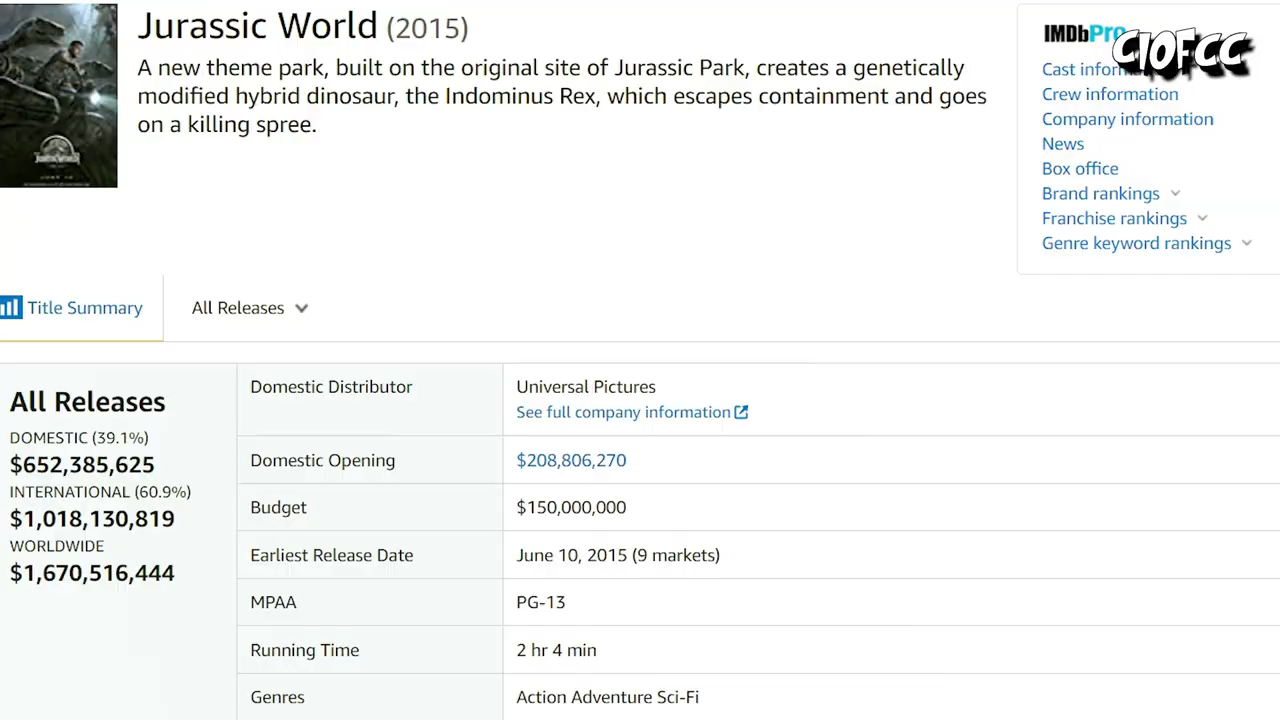 Jurassic World (2015)
A new theme park, built on the original site of Jurassic Park, creates a genetically
modified hybrid dinosaur, the Indominus Rex, which escapes containment and goes
on a killing spree.
JURASSIC WORLD
IMDbPro
CIOFCC
Cast inform
Crew information
Company information
News
Box office
Brand rankings
Franchise rankings
Genre keyword rankings
Title Summary
All Releases
All Releases
DOMESTIC (39.1%)
$652,385,625
INTERNATIONAL (60.9%)
$1,018,130,819
WORLDWIDE
$1,670,516,444
Domestic Distributor
Universal Pictures
See full company information
Domestic Opening
$208,806,270
Budget
$150,000,000
Earliest Release Date
June 10, 2015 (9 markets)
MPAA
PG-13
Running Time
2 hr 4 min
Genres
Action Adventure Sci-Fi